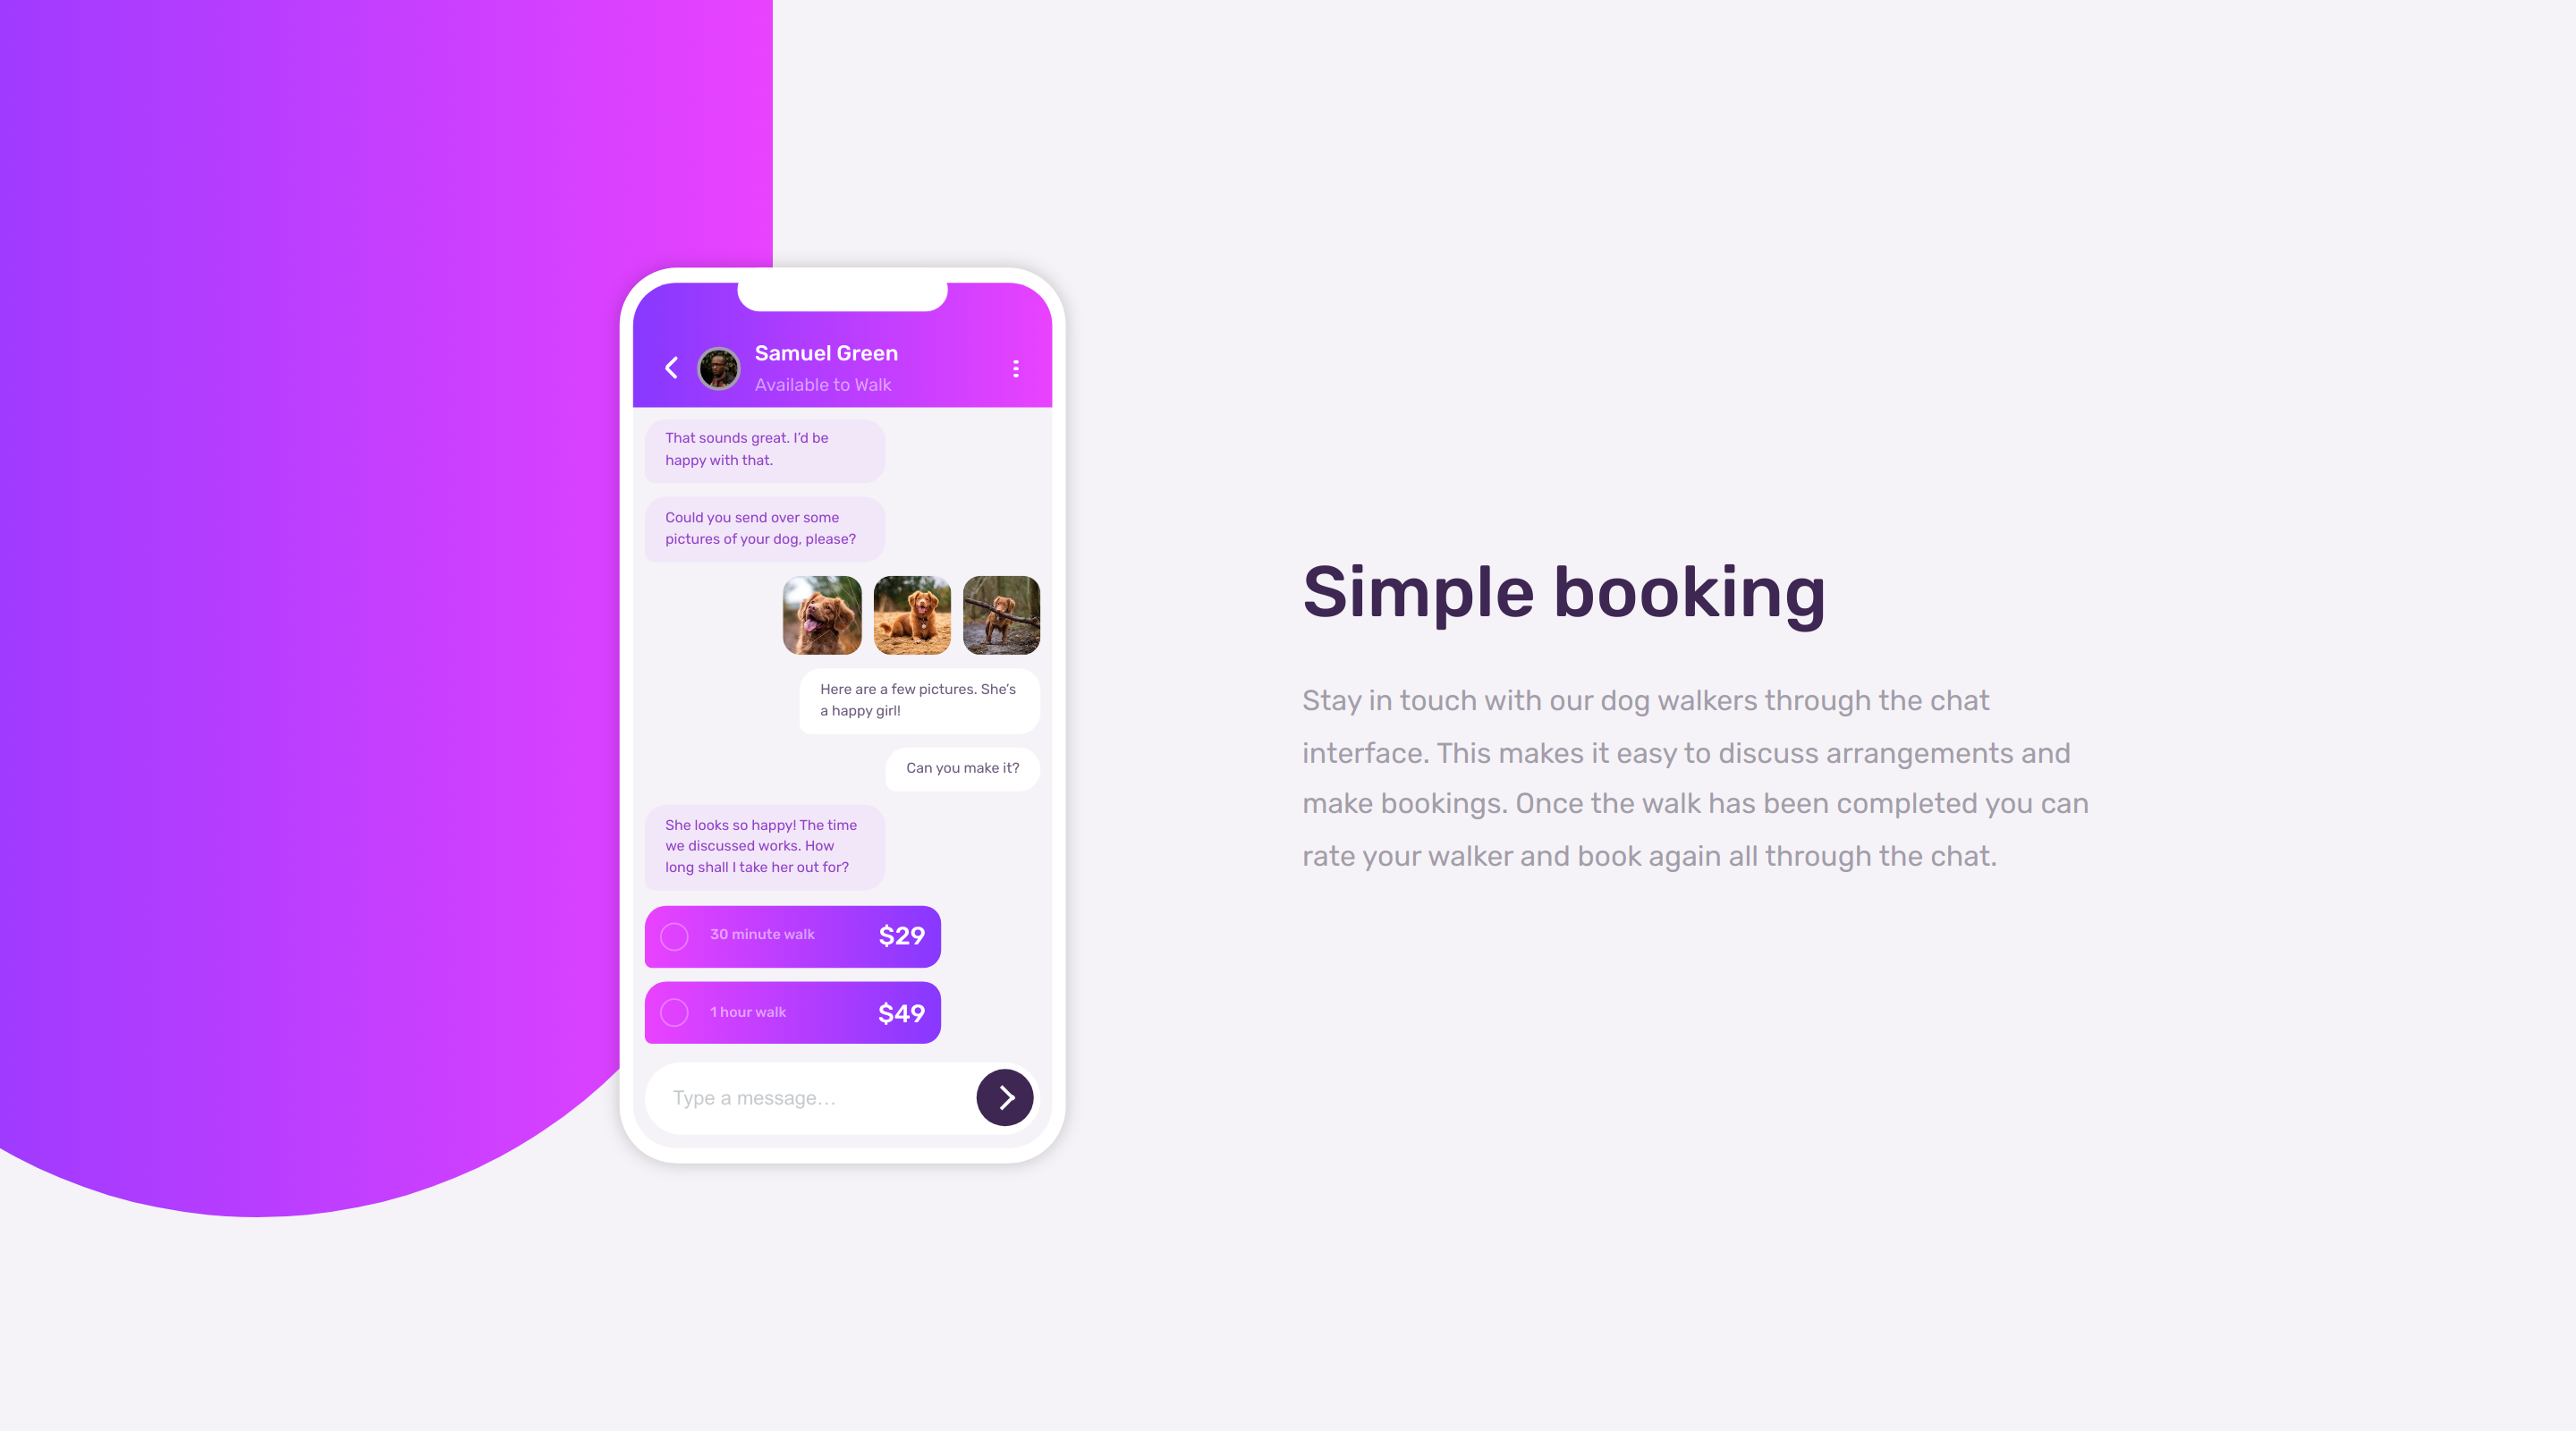 Samuel Green
Available to Walk
That sounds great. I’d be
happy with that.
Could you send over some
pictures of your dog, please?
Here are a few pictures. She’s
a happy girl!
Can you make it?
She looks so happy! The time
we discussed works. How
long shall I take her out for?
30 minute walk $29
1 hour walk $49
Type a message…
Simple booking
Stay in touch with our dog walkers through the chat
interface. This makes it easy to discuss arrangements and
make bookings. Once the walk has been completed you can
rate your walker and book again all through the chat.